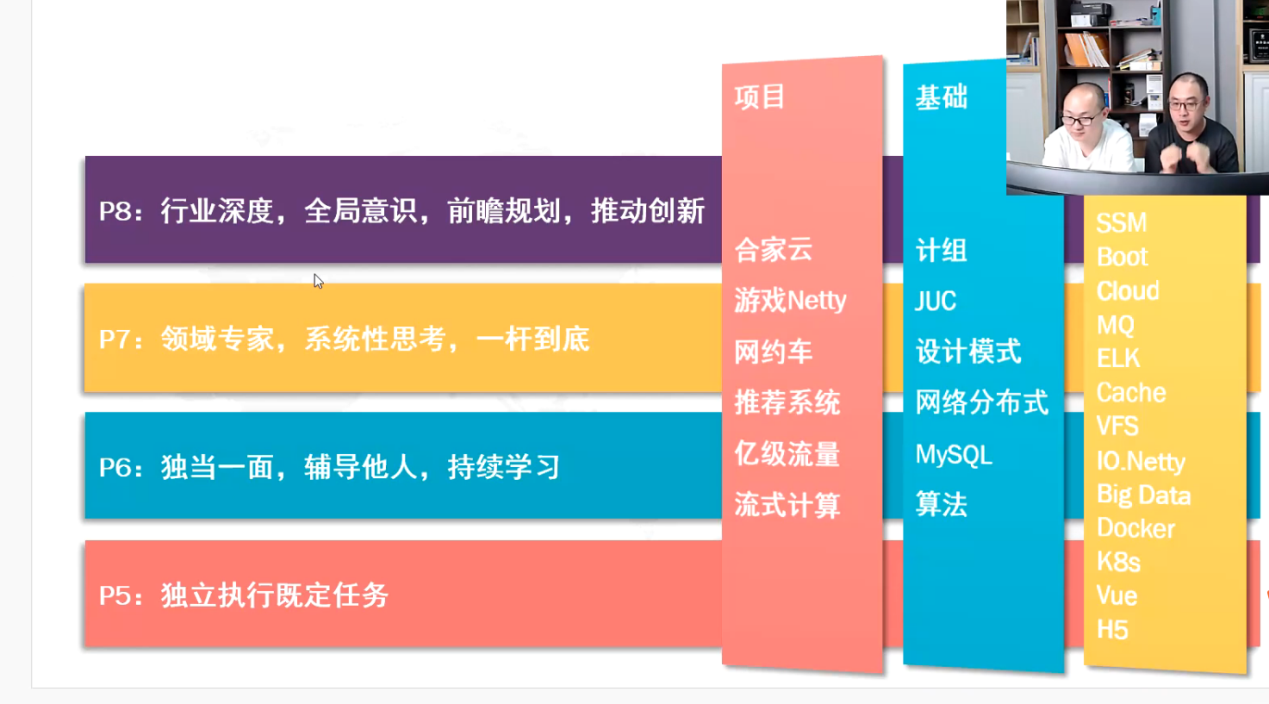 P8：行业深度，全局意识，前瞻规划，推动创新
P7：领域专家，系统性思考，一杆到底
P6：独当一面，辅导他人，持续学习
P5：独立执行既定任务
项目
合家云
游戏Netty
网约车
推荐系统
亿级流量
流式计算
基础
计组
JUC
设计模式
网络分布式
MySQL
算法
SSM
Boot
Cloud
MQ
ELK
Cache
VFS
IO.Netty
Big Data
Docker
K8s
Vue
H5